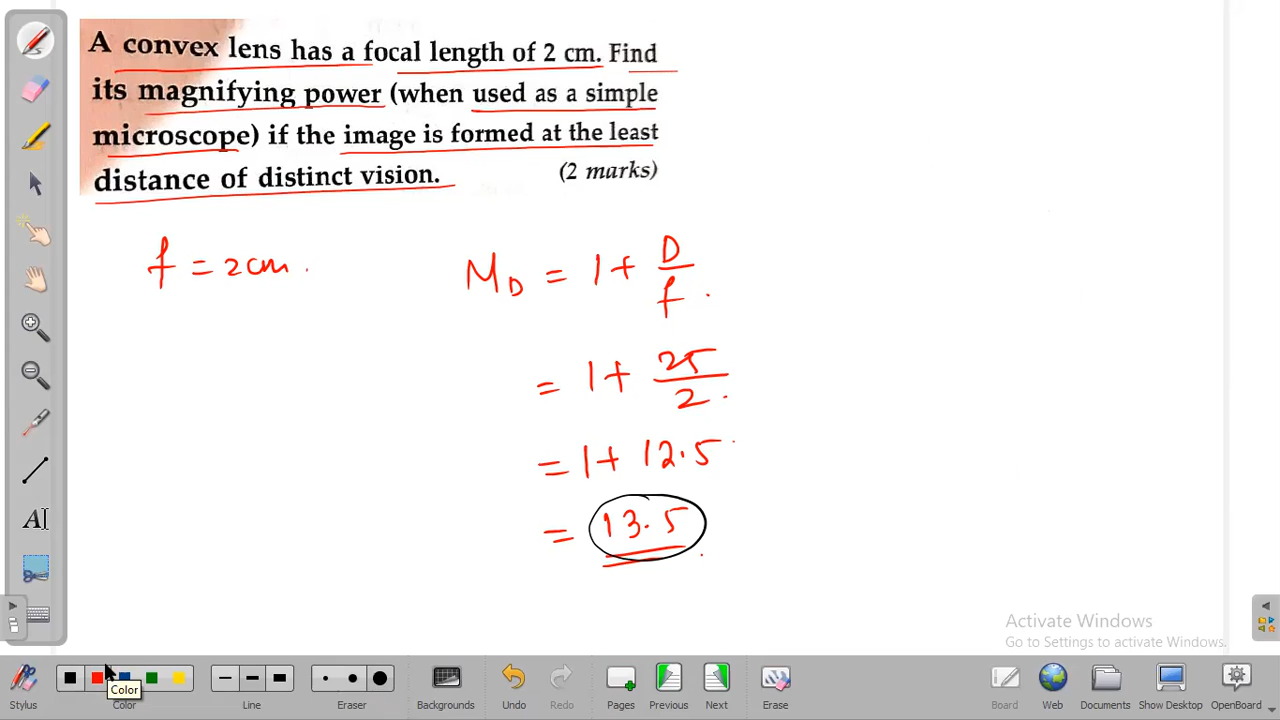 A convex lens has a focal length of 2 cm. Find
its magnifying power (when used as a simple
microscope) if the image is formed at the least
distance of distinct vision.
(2 marks)
f = 2cm.
M_D = 1 + D/f.
= 1 + 25/2.
= 1 + 12.5
= 13.5
A
Activate Windows
Go to Settings to activate Windows.
Color
Stylus
Color
Line
Eraser
Backgrounds
Undo
Redo
Pages
Previous
Next
Erase
Board
Web
Documents
Show Desktop
OpenBoard